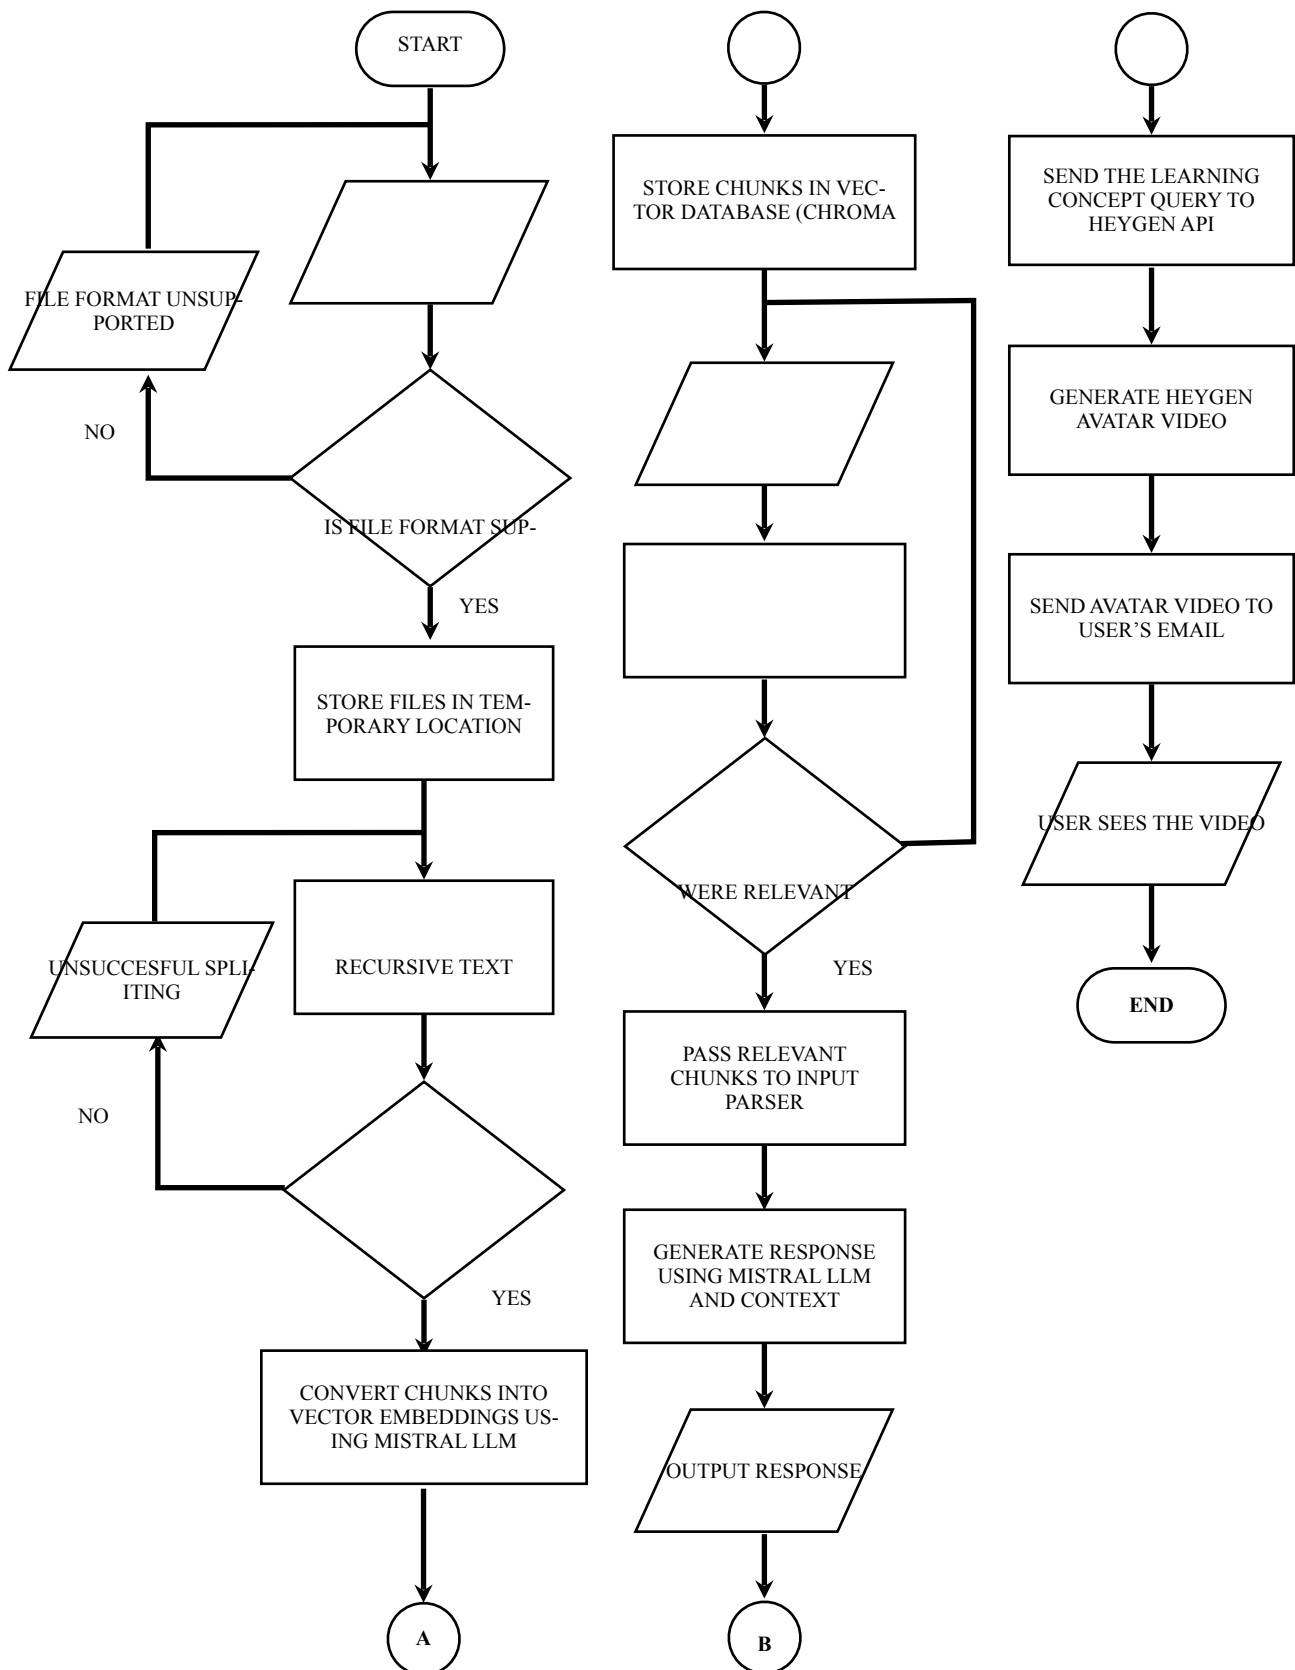 START
FILE FORMAT UNSUP-
PORTED
NO
IS FILE FORMAT SUP-
YES
STORE FILES IN TEM-
PORARY LOCATION
UNSUCCESFUL SPLI-
ITING
RECURSIVE TEXT
NO
YES
CONVERT CHUNKS INTO
VECTOR EMBEDDINGS US-
ING MISTRAL LLM
A
STORE CHUNKS IN VEC-
TOR DATABASE (CHROMA
WERE RELEVANT
YES
PASS RELEVANT
CHUNKS TO INPUT
PARSER
GENERATE RESPONSE
USING MISTRAL LLM
AND CONTEXT
OUTPUT RESPONSE
B
SEND THE LEARNING
CONCEPT QUERY TO
HEYGEN API
GENERATE HEYGEN
AVATAR VIDEO
SEND AVATAR VIDEO TO
USER’S EMAIL
USER SEES THE VIDEO
END